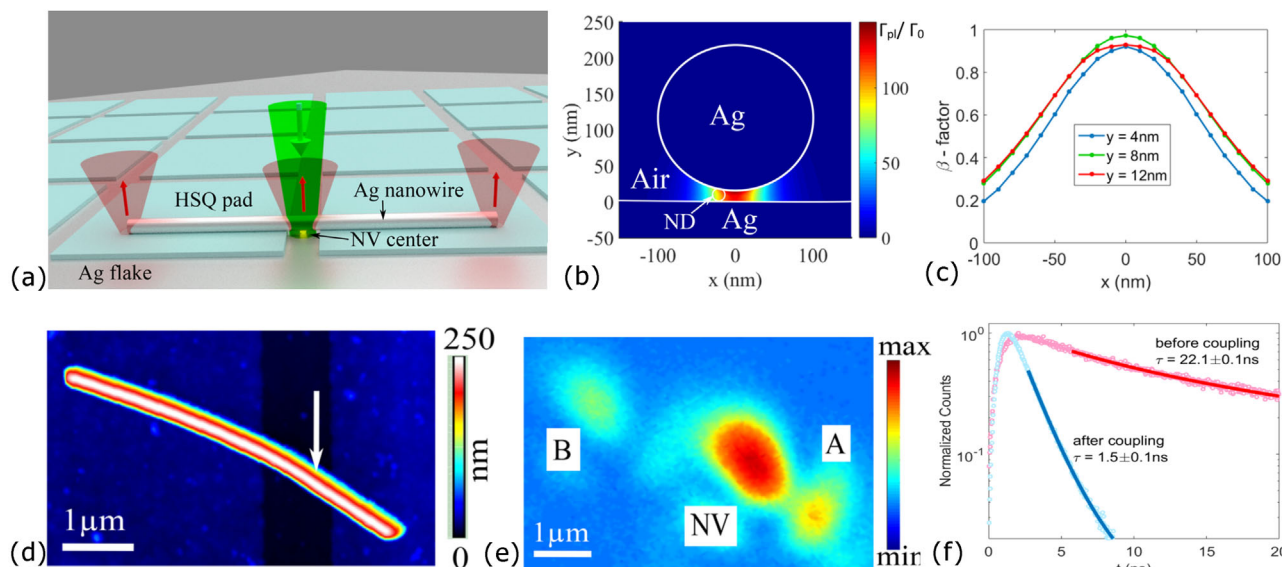 HSQ pad
Ag nanowire
NV center
Ag flake
(a)
250
200
150
100
50
0
-50
y (nm)
-100
0
100
x (nm)
Ag
Air
ND
Ag
Γpl/ Γ0
100
50
0
(b)
1
0.8
0.6
0.4
0.2
0
β - factor
y = 4nm
y = 8nm
y = 12nm
-100
-50
0
50
100
x (nm)
(c)
250
nm
0
1μm
(d)
B
A
NV
1μm
max
min
(e)
10⁰
10⁻¹
Normalized Counts
before coupling
τ = 22.1±0.1ns
after coupling
τ = 1.5±0.1ns
0
5
10
15
20
(f)